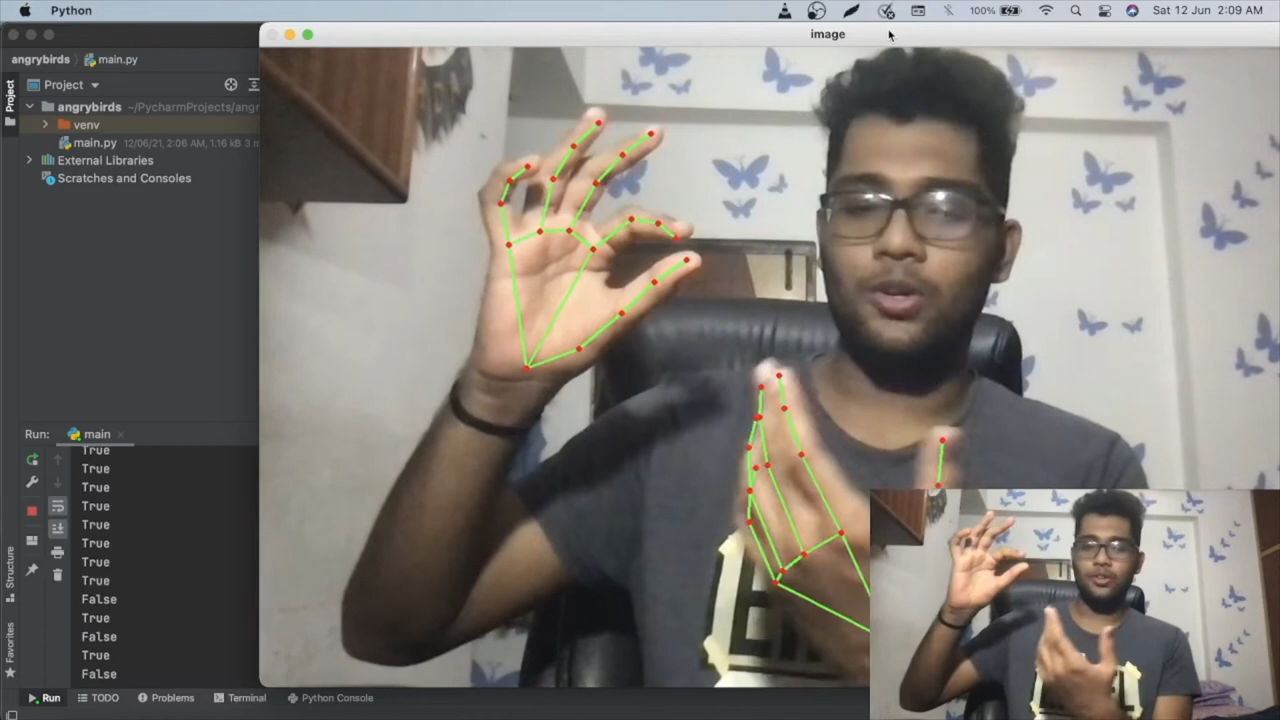 Python
100%
Sat 12 Jun 2:09 AM
image
angrybirds
main.py
Project
Project
angrybirds ~/PycharmProjects/angr
venv
main.py 12/06/21, 2:06 AM, 1.16 kB 3 m
External Libraries
Scratches and Consoles
Run:
main
True
True
True
True
True
True
True
True
False
True
False
True
False
Structure
Favorites
Run
TODO
Problems
Terminal
Python Console